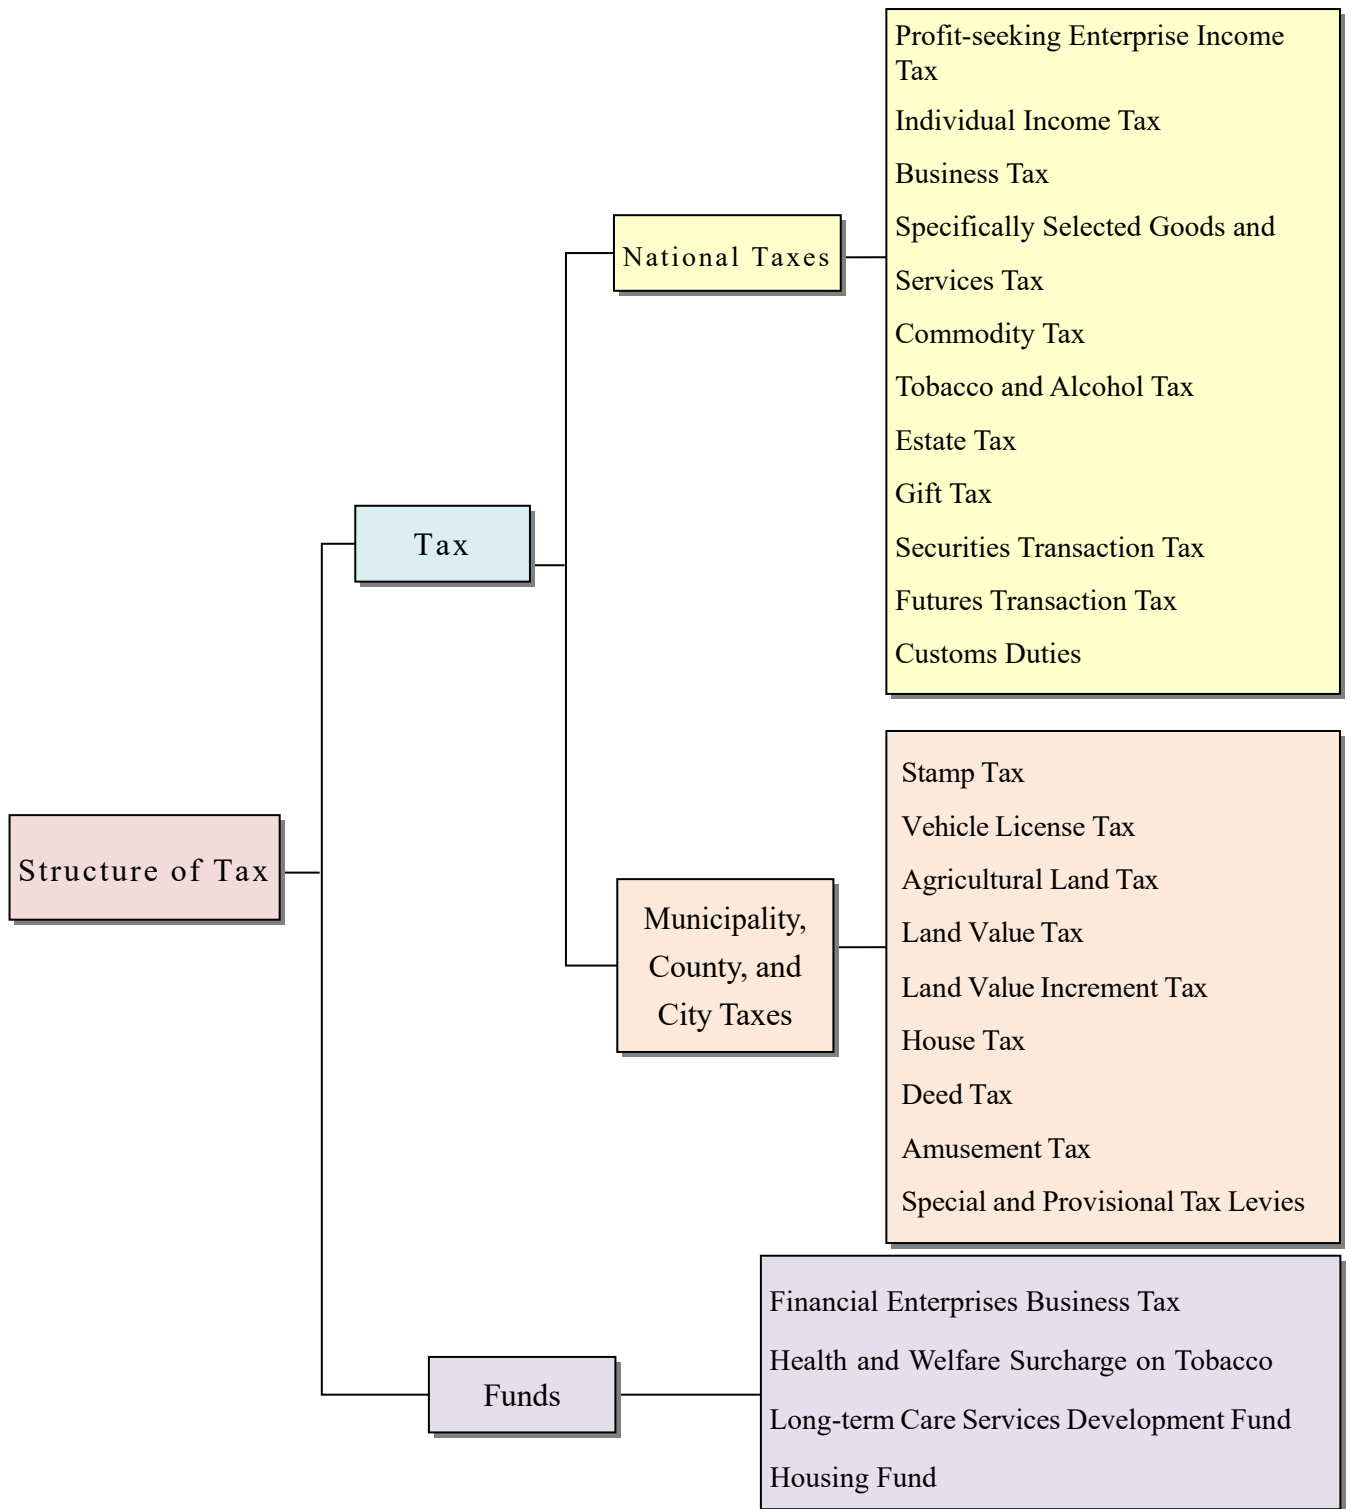 Structure of Tax
Tax
National Taxes
Profit-seeking Enterprise Income
Tax
Individual Income Tax
Business Tax
Specifically Selected Goods and
Services Tax
Commodity Tax
Tobacco and Alcohol Tax
Estate Tax
Gift Tax
Securities Transaction Tax
Futures Transaction Tax
Customs Duties
Municipality,
County, and
City Taxes
Stamp Tax
Vehicle License Tax
Agricultural Land Tax
Land Value Tax
Land Value Increment Tax
House Tax
Deed Tax
Amusement Tax
Special and Provisional Tax Levies
Funds
Financial Enterprises Business Tax
Health and Welfare Surcharge on Tobacco
Long-term Care Services Development Fund
Housing Fund